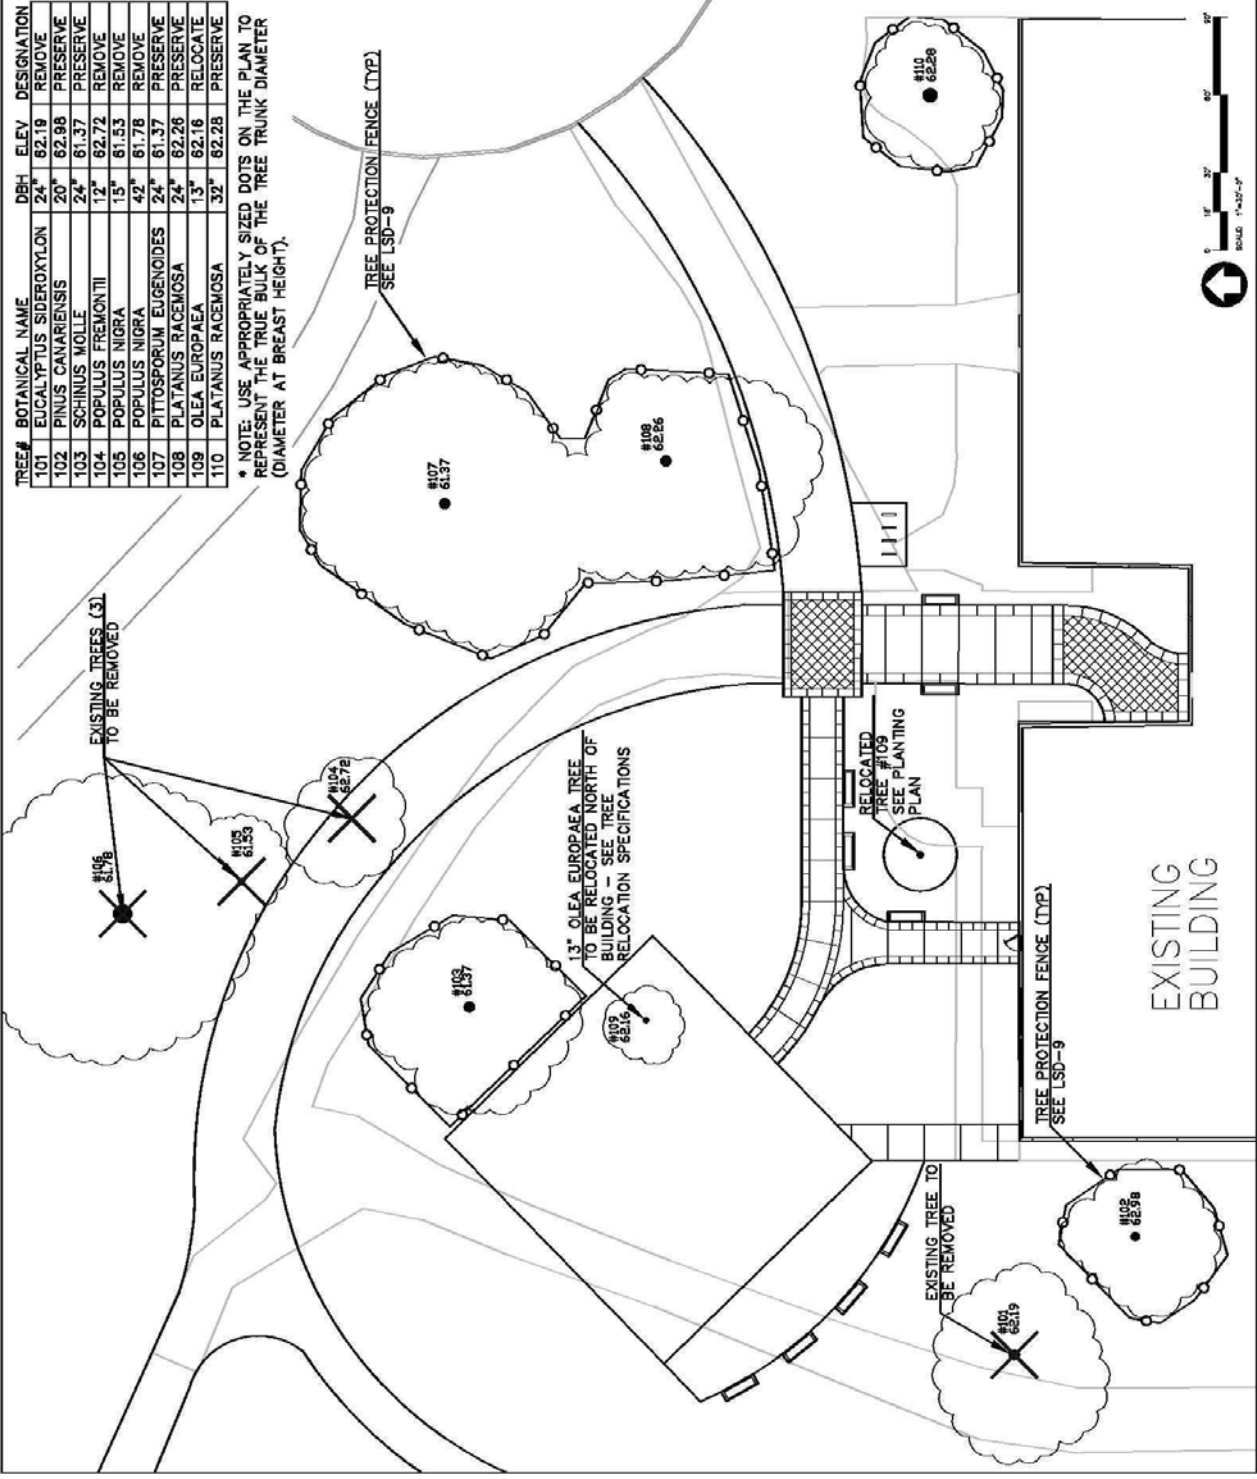 TREE# BOTANICAL NAME DBH ELEV DESIGNATION
101 EUCALYPTUS SIDEROXYLON 24" 62.19 REMOVE
102 PINUS CANARIENSIS 20" 62.98 PRESERVE
103 SCHINUS MOLLE 24" 61.37 PRESERVE
104 POPULUS FREMONTII 12" 62.72 REMOVE
105 POPULUS NIGRA 15" 61.53 REMOVE
106 POPULUS NIGRA 42" 61.78 REMOVE
107 PITTOSPORUM EUGENOIDES 24" 61.37 PRESERVE
108 PLATANUS RACEMOSA 24" 62.26 PRESERVE
109 OLEA EUROPAEA 13" 62.16 RELOCATE
110 PLATANUS RACEMOSA 32" 62.28 PRESERVE
* NOTE: USE APPROPRIATELY SIZED DOTS ON THE PLAN TO
REPRESENT THE TRUE BULK OF THE TREE TRUNK DIAMETER
(DIAMETER AT BREAST HEIGHT).
EXISTING TREES (3)
TO BE REMOVED
#106
61.78
#105
61.53
#104
62.72
TREE PROTECTION FENCE (TYP)
SEE LSD-9
#107
61.37
#108
62.26
#110
62.28
#103
61.37
13" OLEA EUROPAEA TREE
TO BE RELOCATED NORTH OF
BUILDING - SEE TREE
RELOCATION SPECIFICATIONS
#109
62.16
RELOCATED
TREE #109
SEE PLANTING
PLAN
EXISTING TREE TO
BE REMOVED
#101
62.19
TREE PROTECTION FENCE (TYP)
SEE LSD-9
#102
62.98
EXISTING
BUILDING
0 15' 30' 60' 90'
SCALE: 1"=30'-0"